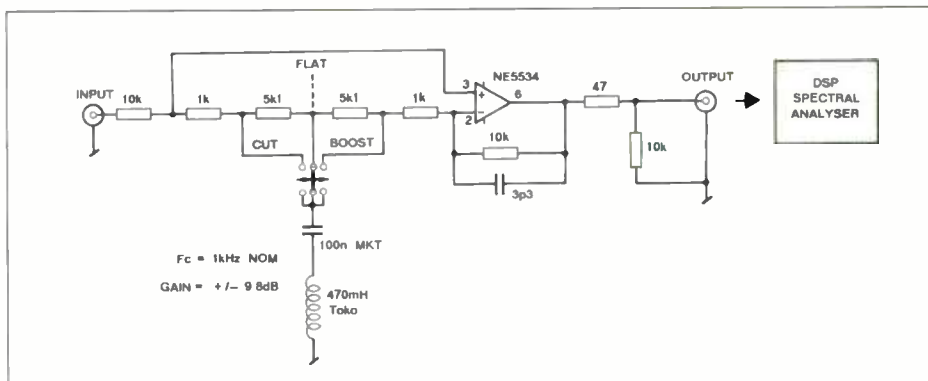 INPUT
10k
1k
5k1
FLAT
5k1
1k
CUT
BOOST
3
2
6
NE5534
10k
3p3
47
10k
OUTPUT
DSP
SPECTRAL
ANALYSER
100n MKT
470mH
Toko
Fc = 1kHz NOM
GAIN = +/- 9.8dB